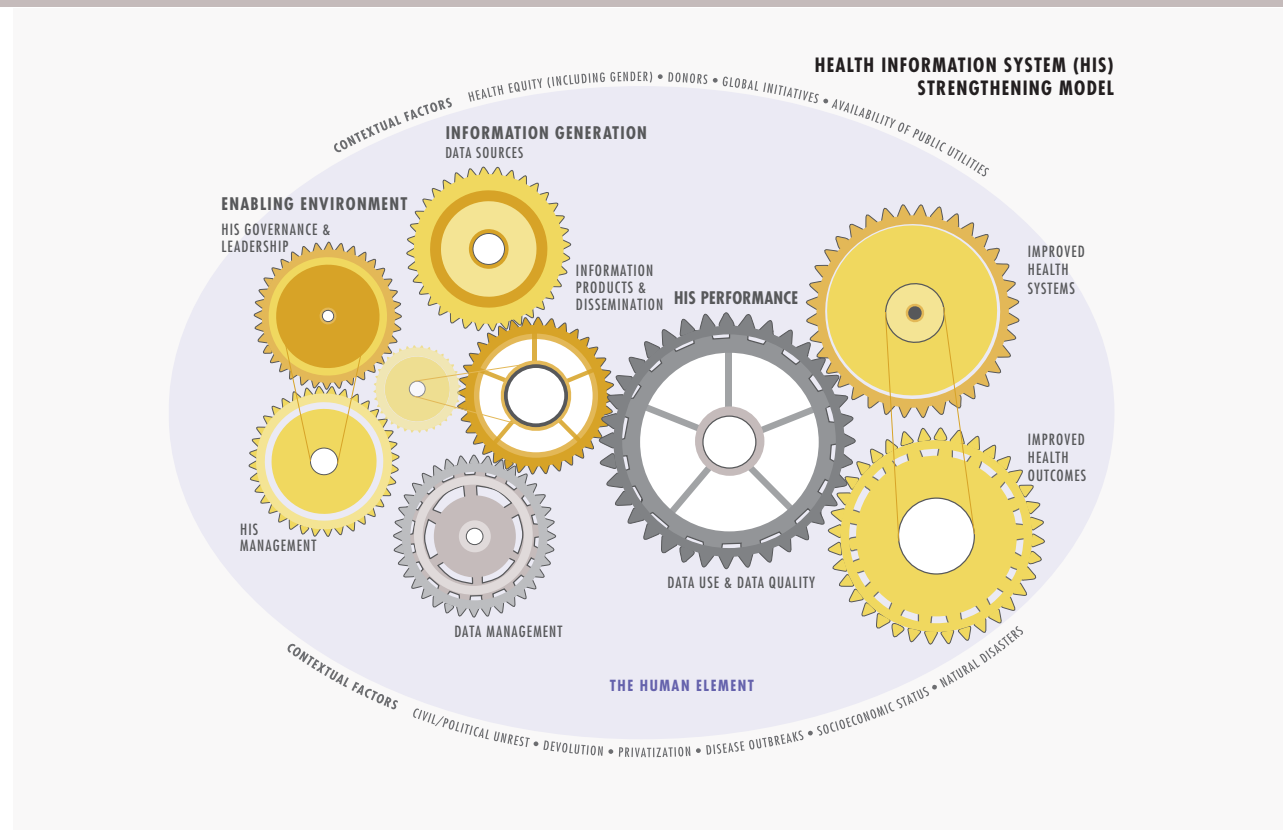 HEALTH INFORMATION SYSTEM (HIS)
STRENGTHENING MODEL
CONTEXTUAL FACTORS HEALTH EQUITY (INCLUDING GENDER) • DONORS • GLOBAL INITIATIVES • AVAILABILITY OF PUBLIC UTILITIES
INFORMATION GENERATION
DATA SOURCES
ENABLING ENVIRONMENT
HIS GOVERNANCE &
LEADERSHIP
INFORMATION
PRODUCTS &
DISSEMINATION
HIS PERFORMANCE
IMPROVED
HEALTH
SYSTEMS
IMPROVED
HEALTH
OUTCOMES
HIS
MANAGEMENT
DATA USE & DATA QUALITY
DATA MANAGEMENT
THE HUMAN ELEMENT
CONTEXTUAL FACTORS CIVIL/POLITICAL UNREST • DEVOLUTION • PRIVATIZATION • DISEASE OUTBREAKS • SOCIOECONOMIC STATUS • NATURAL DISASTERS